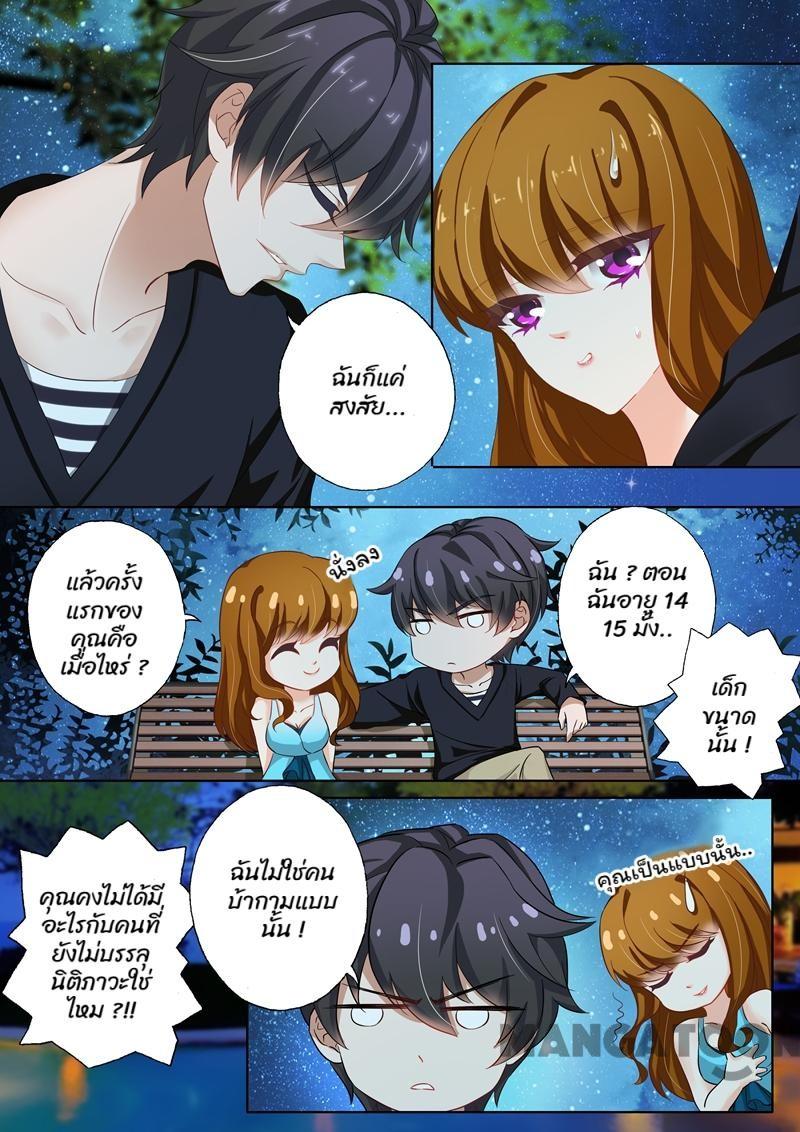 ฉันก็แค่
สงสัย...
แล้วครั้ง
แรกของ
คุณคือ
เมื่อไหร่ ?
นั่งลง
ฉัน ? ตอน
ฉันอายุ 14
15 มั้ง..
เด็ก
ขนาด
นั้น !
คุณคงไม่ได้มี
อะไรกับคนที่
ยังไม่บรรลุ
นิติภาวะใช่
ไหม ?!!
ฉันไม่ใช่คน
บ้ากามแบบ
นั้น !
คุณเป็นแบบนั้น..
MANGATOON